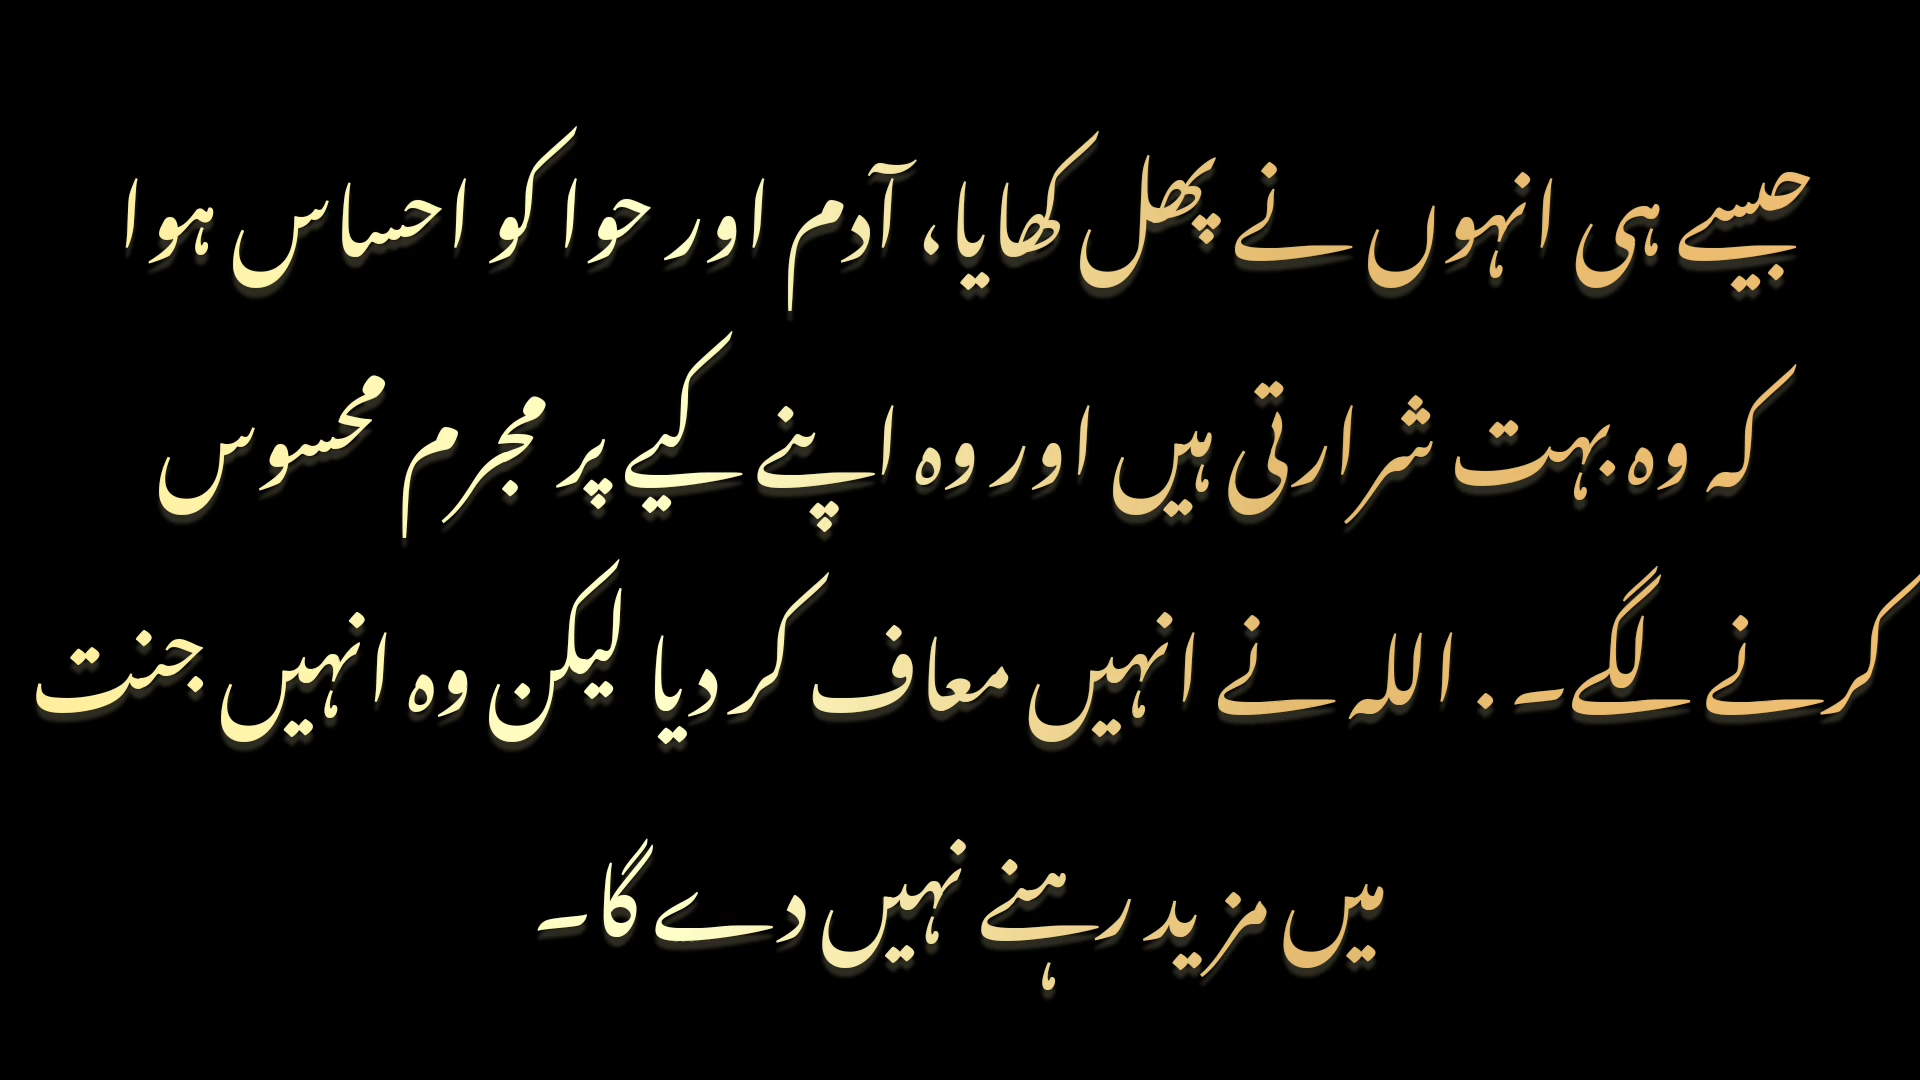 جیسے ہی انہوں نے پھل کھایا، آدم اور حوا کو احساس ہوا
کہ وہ بہت شرارتی ہیں اور وہ اپنے کیے پر مجرم محسوس
کرنے لگے۔ . اللہ نے انہیں معاف کر دیا لیکن وہ انہیں جنت
میں مزید رہنے نہیں دے گا۔